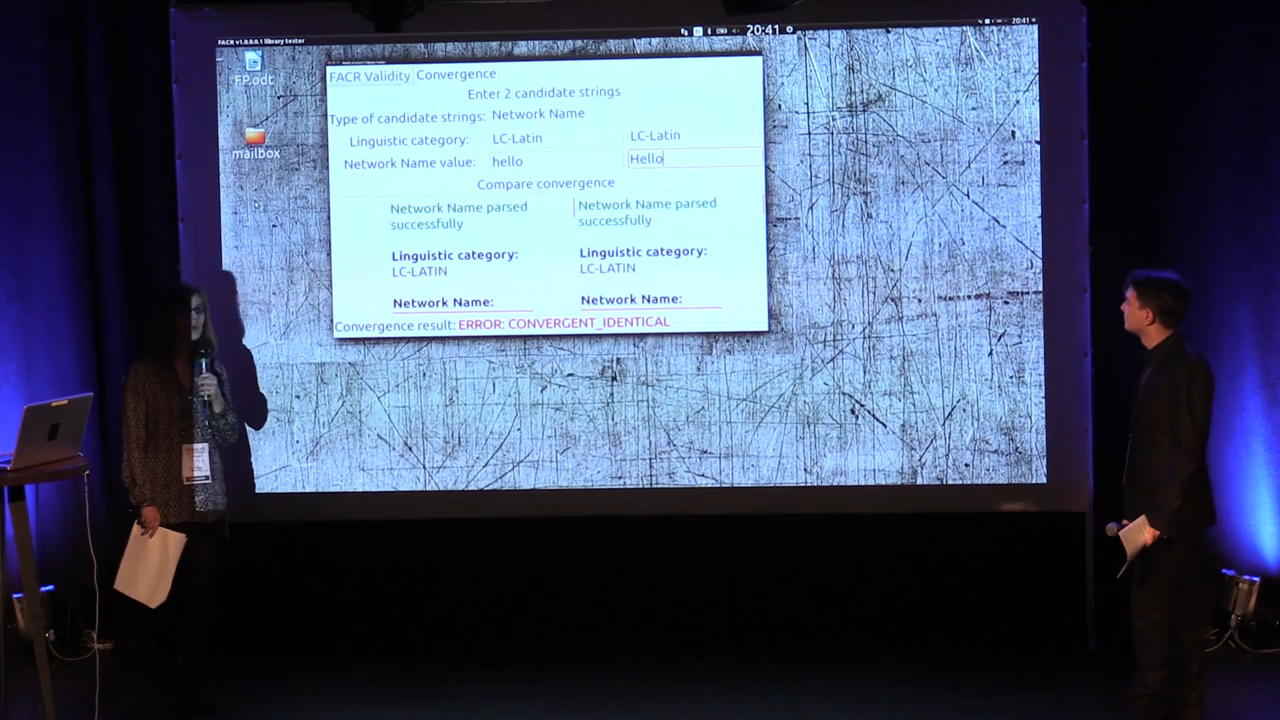 FACR v1.0.0.0.1 library tester
20:41
20:41
FP.odt
mailbox
FACR Validity Convergence
Enter 2 candidate strings
Type of candidate strings: Network Name
Linguistic category: LC-Latin LC-Latin
Network Name value: hello Hello
Compare convergence
Network Name parsed successfully
Network Name parsed successfully
Linguistic category: Linguistic category:
LC-LATIN LC-LATIN
Network Name: Network Name:
Convergence result: ERROR: CONVERGENT_IDENTICAL